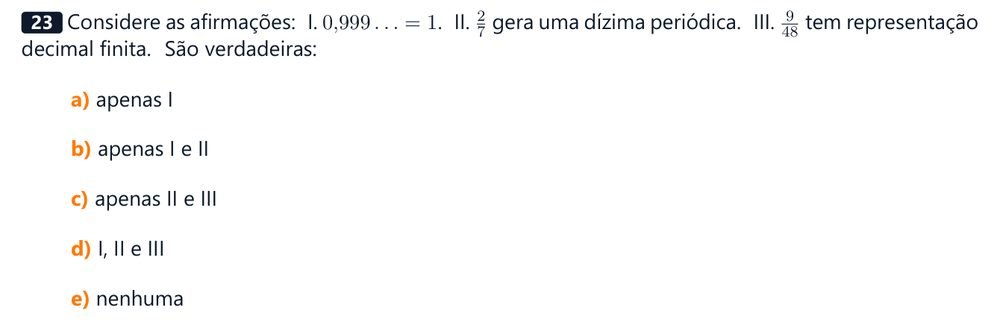 23 Considere as afirmações: I. 0,999... = 1. II. 2/7 gera uma dízima periódica. III. 9/48 tem representação
decimal finita. São verdadeiras:
a) apenas I
b) apenas I e II
c) apenas II e III
d) I, II e III
e) nenhuma